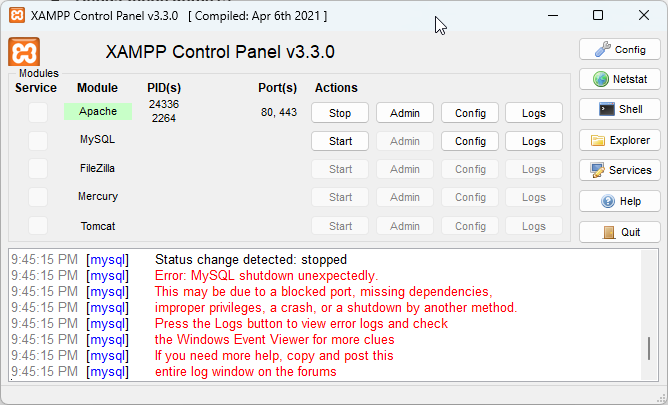 XAMPP Control Panel v3.3.0 [ Compiled: Apr 6th 2021 ]
XAMPP Control Panel v3.3.0
Config
Modules
Service Module PID(s) Port(s) Actions
Netstat
Apache 24336 2264 80, 443 Stop Admin Config Logs
Shell
MySQL Start Admin Config Logs
Explorer
FileZilla Start Admin Config Logs
Services
Mercury Start Admin Config Logs
Help
Tomcat Start Admin Config Logs
Quit
9:45:15 PM [mysql] Status change detected: stopped
9:45:15 PM [mysql] Error: MySQL shutdown unexpectedly.
9:45:15 PM [mysql] This may be due to a blocked port, missing dependencies,
9:45:15 PM [mysql] improper privileges, a crash, or a shutdown by another method.
9:45:15 PM [mysql] Press the Logs button to view error logs and check
9:45:15 PM [mysql] the Windows Event Viewer for more clues
9:45:15 PM [mysql] If you need more help, copy and post this
9:45:15 PM [mysql] entire log window on the forums